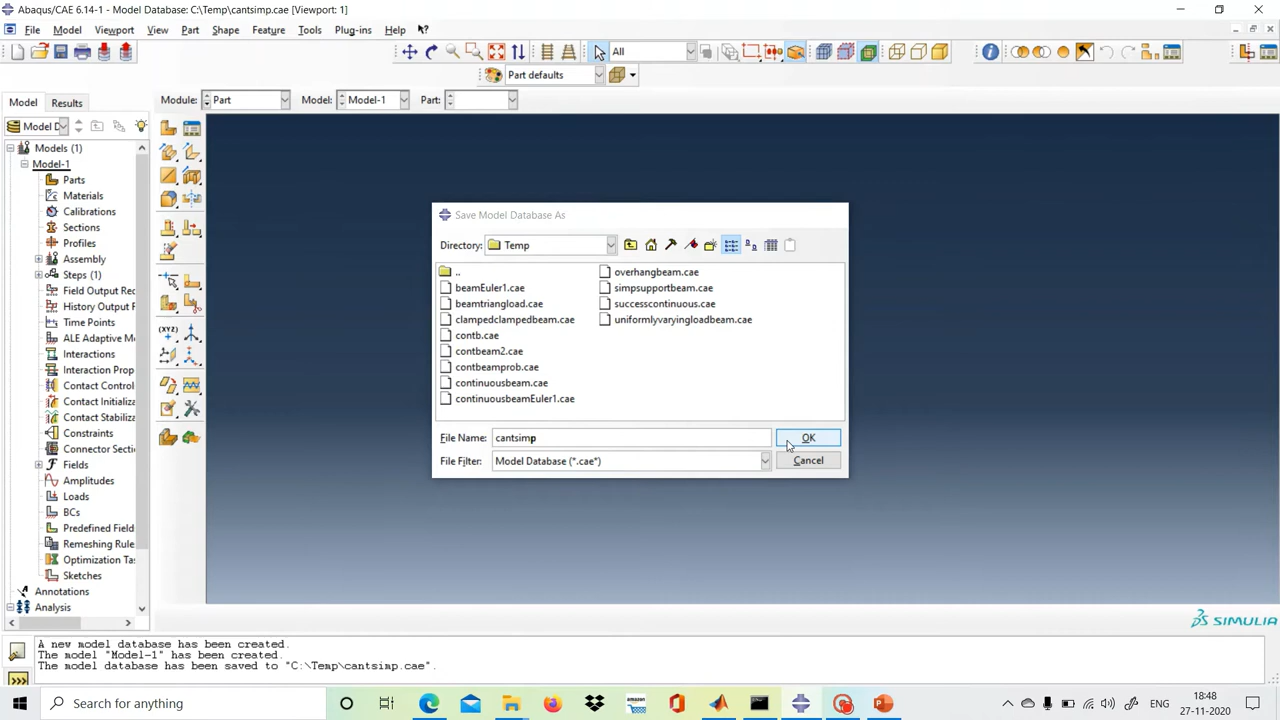 Abaqus/CAE 6.14-1 - Model Database: C:\Temp\cantsimp.cae [Viewport: 1]
File Model Viewport View Part Shape Feature Tools Plug-ins Help
All
Part defaults
Model Results
Module: Part Model: Model-1 Part:
Model D
Models (1)
Model-1
Parts
Materials
Calibrations
Sections
Profiles
Assembly
Steps (1)
Field Output R
History Output F
Time Points
ALE Adaptive M
Interactions
Interaction Prop
Contact Control
Contact Initializa
Contact Stabiliza
Constraints
Connector Section
Fields
Amplitudes
Loads
BCs
Predefined Field
Remeshing Rule
Optimization Tas
Sketches
Annotations
Analysis
Save Model Database As
Directory: Temp
..
beamEuler1.cae
beamtriangload.cae
clampedclampedbeam.cae
contb.cae
contbeam2.cae
contbeamprob.cae
continuousbeam.cae
continuousbeamEuler1.cae
overhangbeam.cae
simpsupportbeam.cae
successcontinuous.cae
uniformlyvaryingloadbeam.cae
File Name: cantsimp OK
File Filter: Model Database (*.cae*) Cancel
(XYZ)
SIMULIA
A new model database has been created.
The model "Model-1" has been created.
The model database has been saved to "C:\Temp\cantsimp.cae".
>>>
Search for anything
amazon
ENG
18:48
27-11-2020